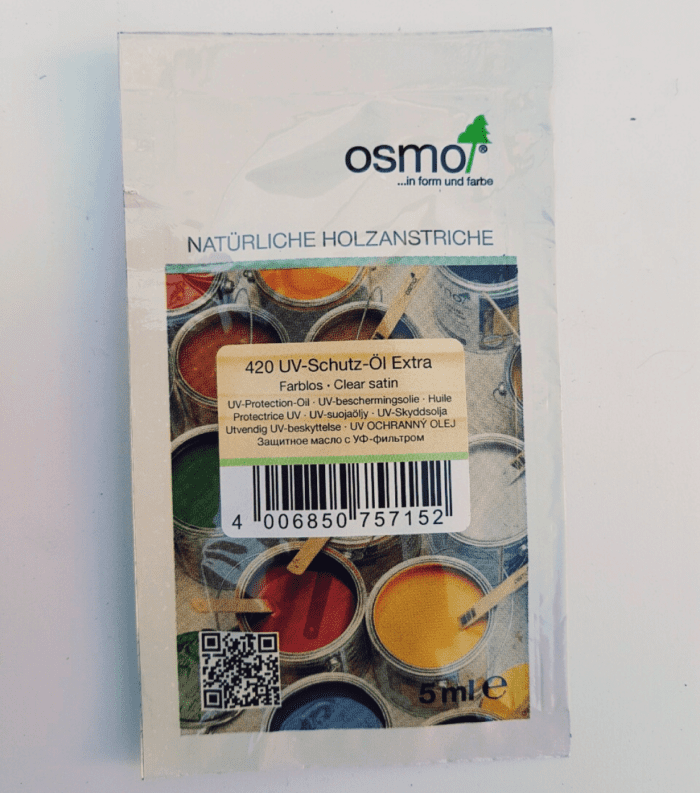 osmo®
...in form und farbe
NATÜRLICHE HOLZANSTRICHE
420 UV-Schutz-Öl Extra
Farblos · Clear satin
UV-Protection-Oil · UV-beschermingsolie · Huile
Protectrice UV · UV-suojaöljy · UV-Skyddsolja
Utvendig UV-beskyttelse · UV OCHRANNÝ OLEJ
Защитное масло с УФ-фильтром
4 006850 757152
5 ml ℮